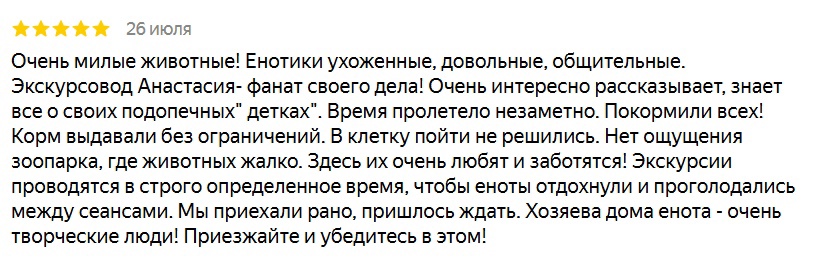 26 июля
Очень милые животные! Енотики ухоженные, довольные, общительные.
Экскурсовод Анастасия- фанат своего дела! Очень интересно рассказывает, знает
все о своих подопечных" детках". Время пролетело незаметно. Покормили всех!
Корм выдавали без ограничений. В клетку пойти не решились. Нет ощущения
зоопарка, где животных жалко. Здесь их очень любят и заботятся! Экскурсии
проводятся в строго определенное время, чтобы еноты отдохнули и проголодались
между сеансами. Мы приехали рано, пришлось ждать. Хозяева дома енота - очень
творческие люди! Приезжайте и убедитесь в этом!